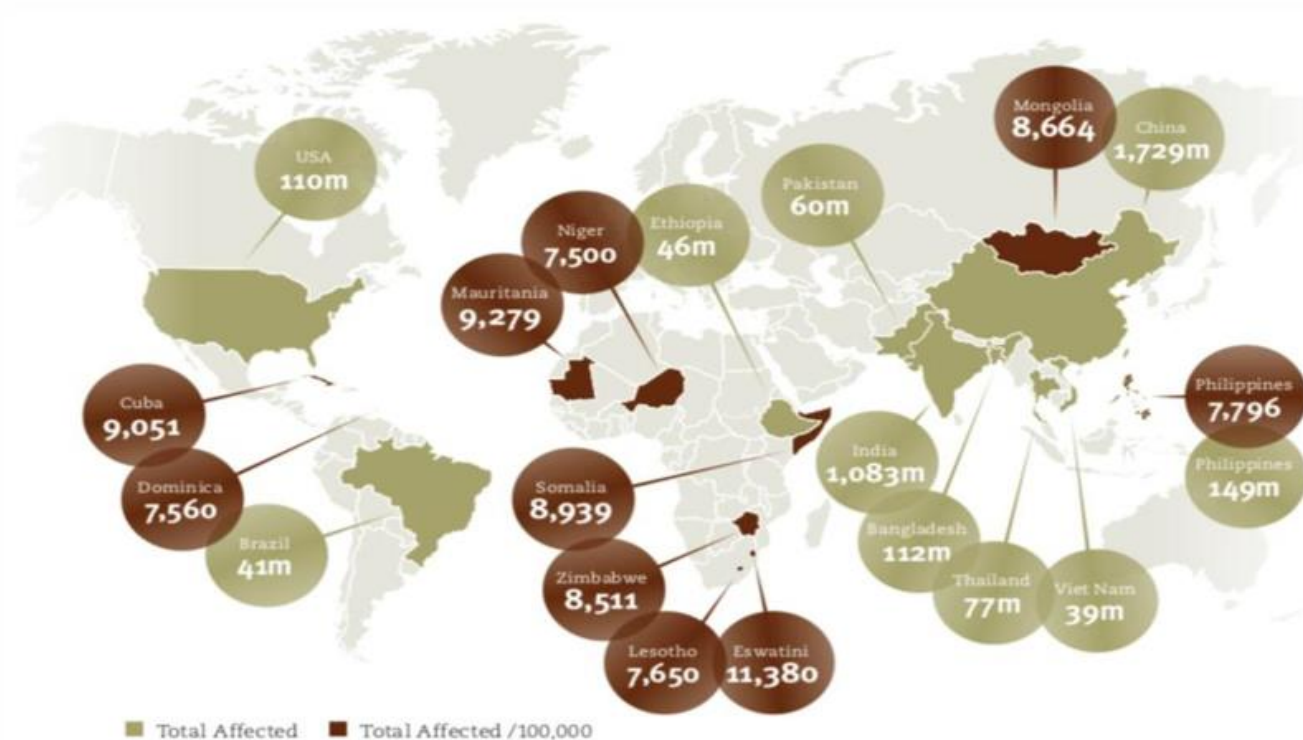 Mongolia
8,664
China
1,729m
USA
110m
Pakistan
60m
Niger
7,500
Ethiopia
46m
Mauritania
9,279
Cuba
9,051
Philippines
7,796
Dominica
7,560
Somalia
8,939
India
1,083m
Philippines
149m
Brazil
41m
Bangladesh
112m
Zimbabwe
8,511
Thailand
77m
Viet Nam
39m
Lesotho
7,650
Eswatini
11,380
Total Affected
Total Affected /100,000